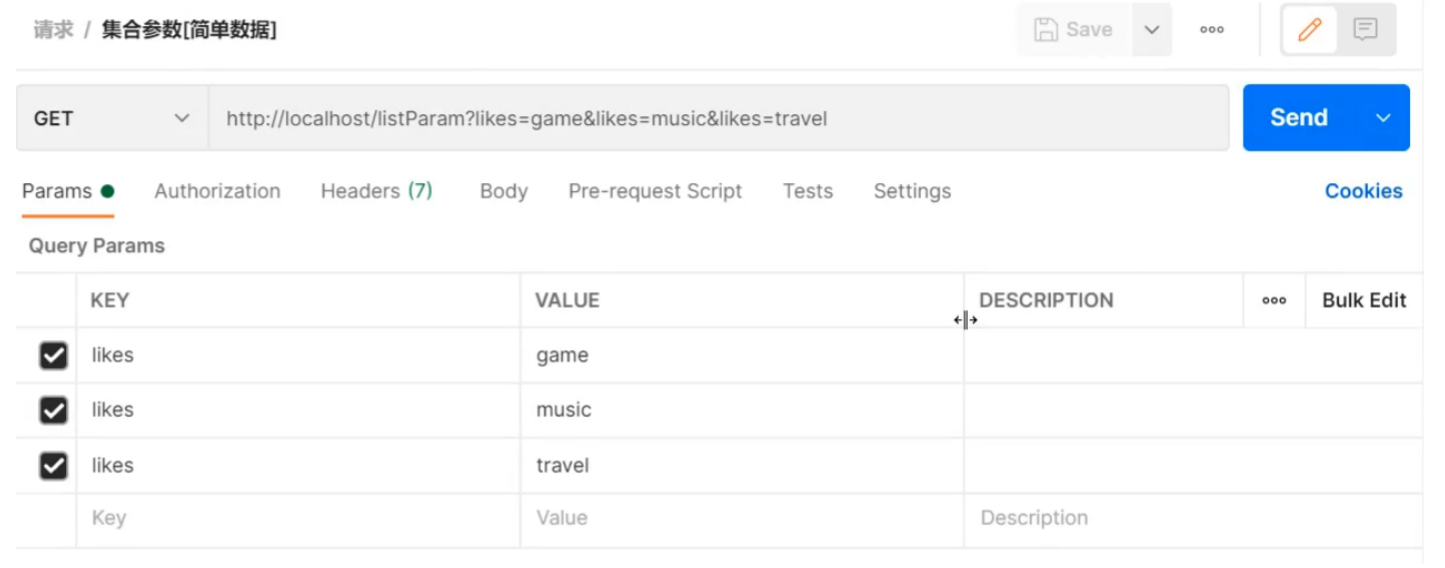 请求 / 集合参数[简单数据] Save
GET http://localhost/listParam?likes=game&likes=music&likes=travel Send
Params Authorization Headers (7) Body Pre-request Script Tests Settings Cookies
Query Params
KEY VALUE DESCRIPTION Bulk Edit
likes game
likes music
likes travel
Key Value Description